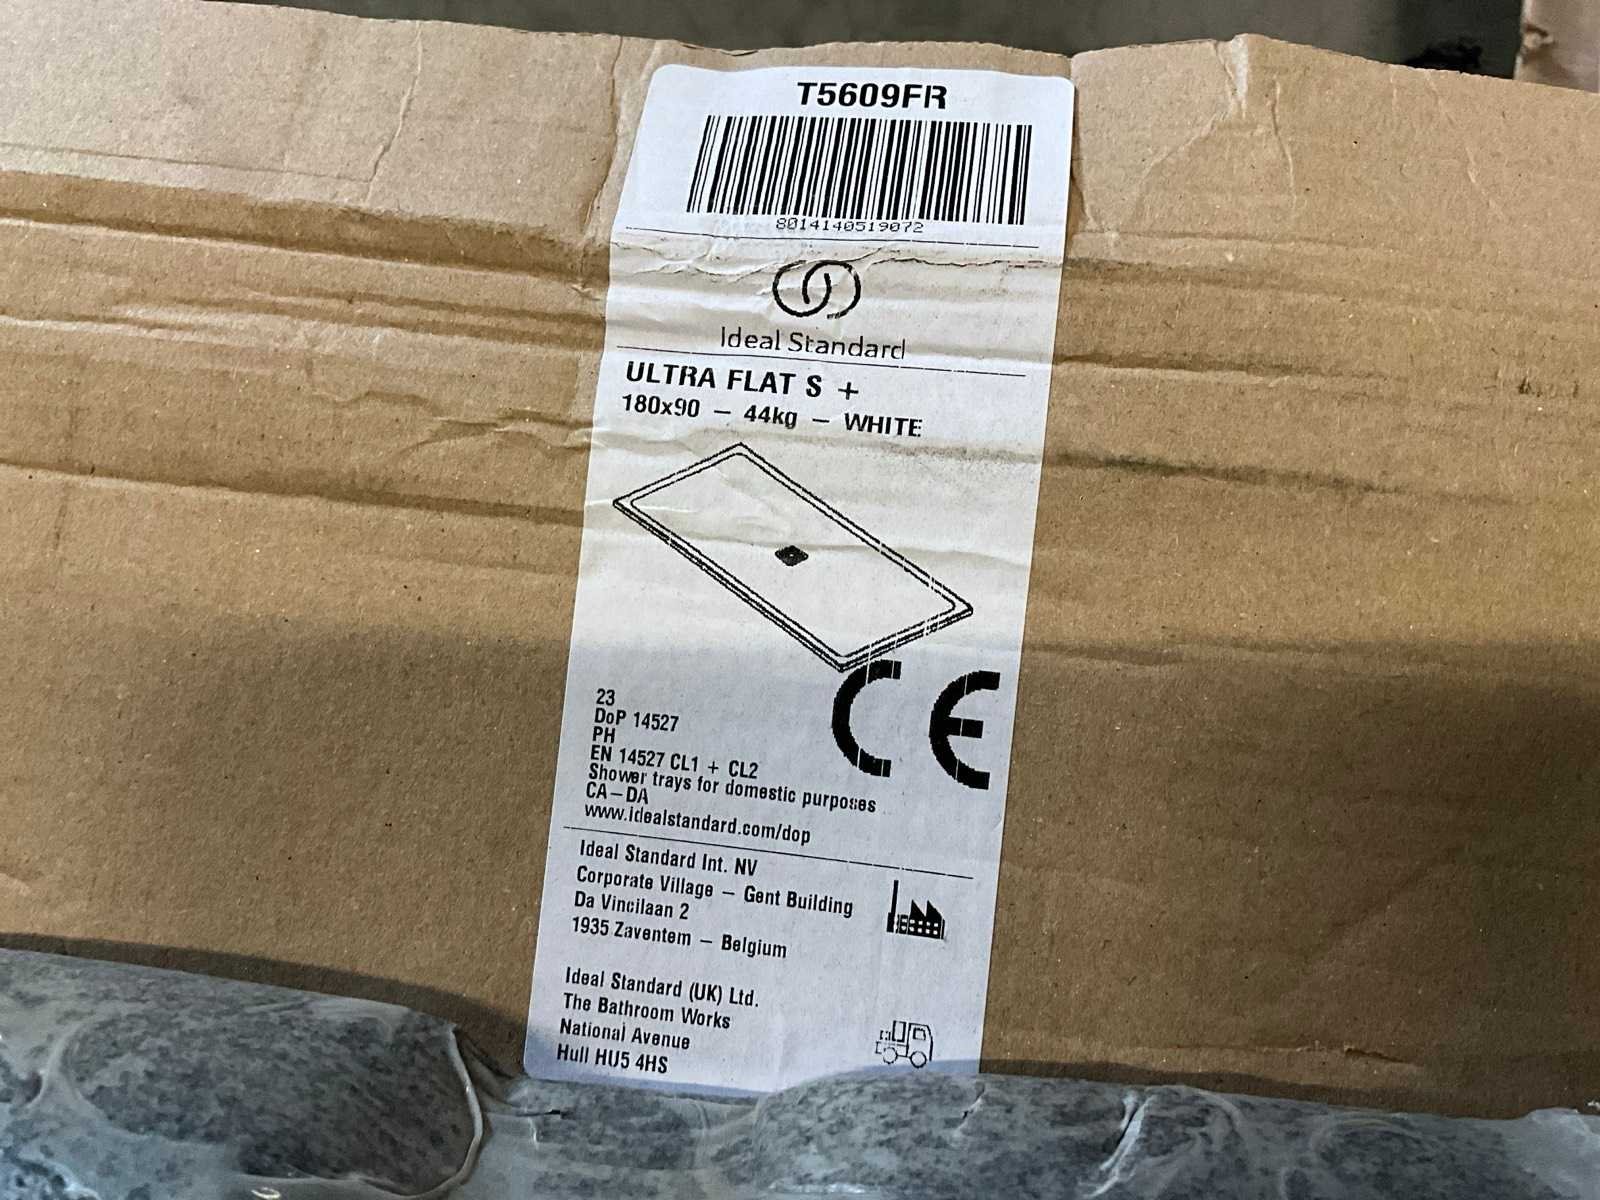 T5609FR
8014140519072
Ideal Standard
ULTRA FLAT S +
180x90 – 44kg – WHITE
CE
23
DoP 14527
PH
EN 14527 CL1 + CL2
Shower trays for domestic purposes
CA–DA
www.idealstandard.com/dop
Ideal Standard Int. NV
Corporate Village – Gent Building
Da Vincilaan 2
1935 Zaventem – Belgium
Ideal Standard (UK) Ltd.
The Bathroom Works
National Avenue
Hull HU5 4HS